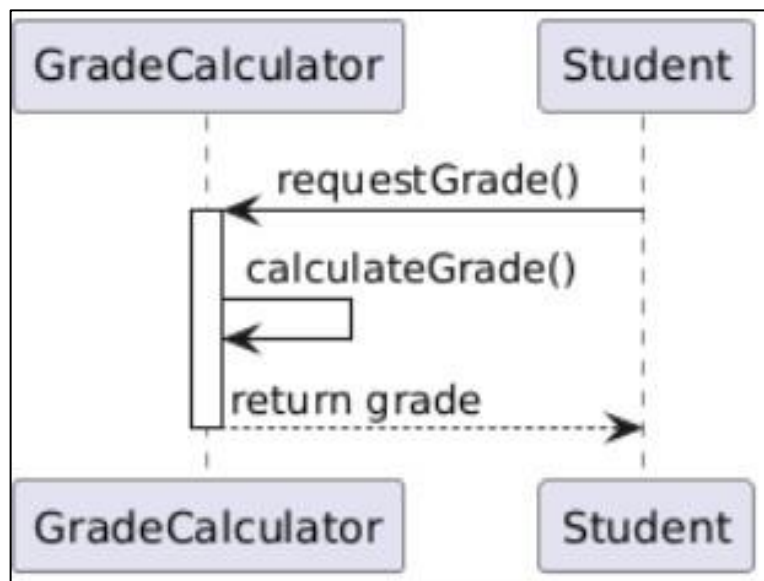 GradeCalculator
Student
requestGrade()
calculateGrade()
return grade
GradeCalculator
Student